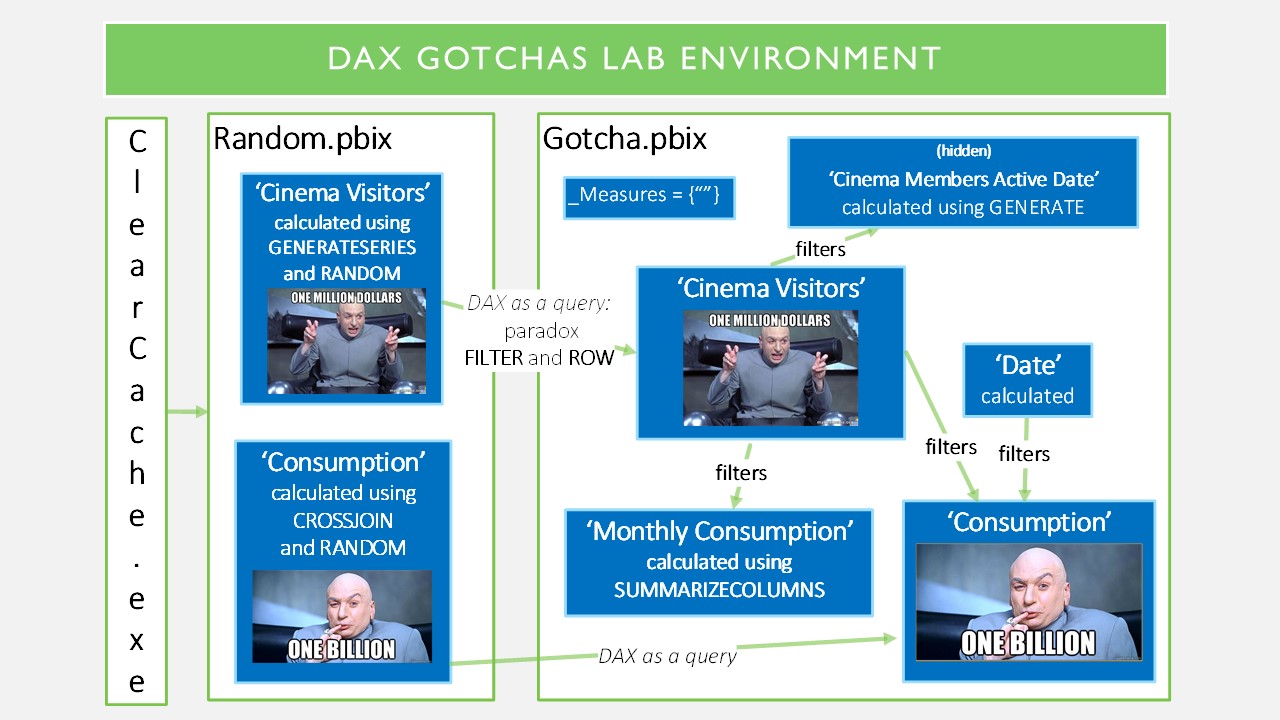 DAX GOTCHAS LAB ENVIRONMENT
C
l
e
a
r
C
a
c
h
e
.
e
x
e
Random.pbix
‘Cinema Visitors’
calculated using
GENERATESERIES
and RANDOM
ONE MILLION DOLLARS
‘Consumption’
calculated using
CROSSJOIN
and RANDOM
ONE BILLION
DAX as a query:
paradox
FILTER and ROW
DAX as a query
Gotcha.pbix
_Measures = {“”}
(hidden)
‘Cinema Members Active Date’
calculated using GENERATE
filters
‘Cinema Visitors’
ONE MILLION DOLLARS
‘Date’
calculated
filters
filters
filters
‘Monthly Consumption’
calculated using
SUMMARIZECOLUMNS
‘Consumption’
ONE BILLION